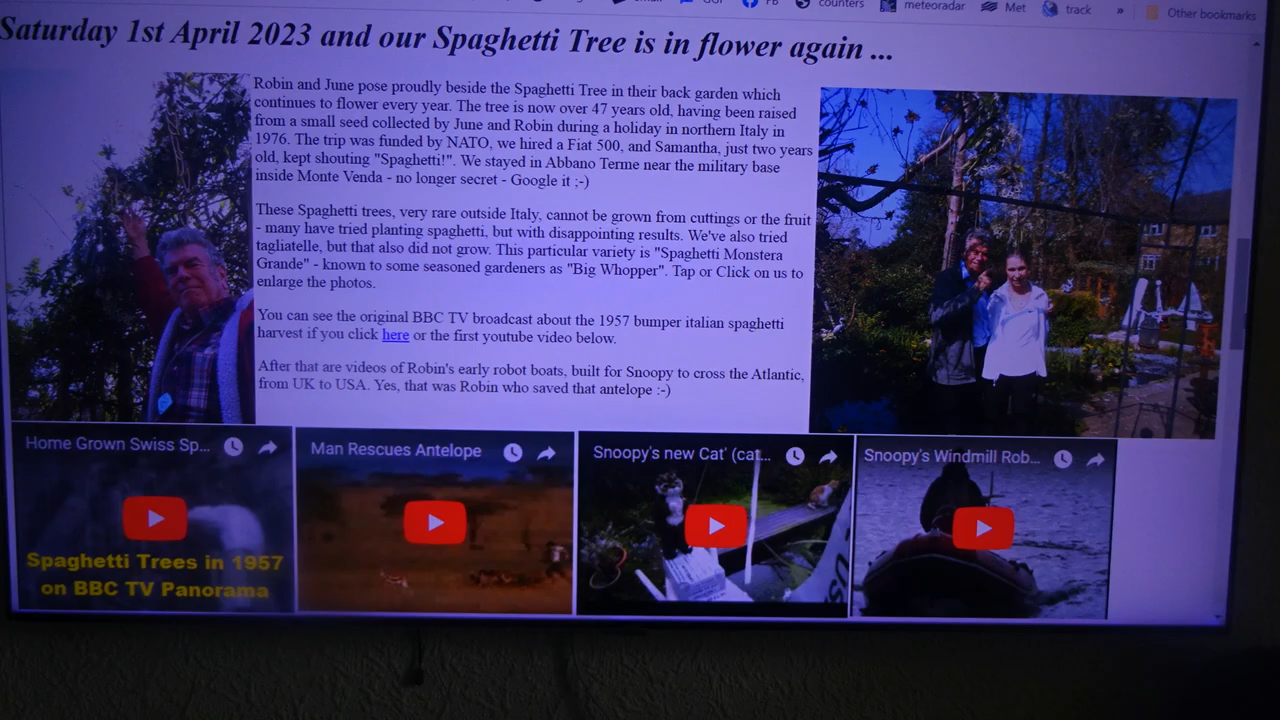 FB
counters
meteoradar
Met
track
»
Other bookmarks
Saturday 1st April 2023 and our Spaghetti Tree is in flower again ...
Robin and June pose proudly beside the Spaghetti Tree in their back garden which
continues to flower every year. The tree is now over 47 years old, having been raised
from a small seed collected by June and Robin during a holiday in northern Italy in
1976. The trip was funded by NATO, we hired a Fiat 500, and Samantha, just two years
old, kept shouting "Spaghetti!". We stayed in Abbano Terme near the military base
inside Monte Venda - no longer secret - Google it ;-)
These Spaghetti trees, very rare outside Italy, cannot be grown from cuttings or the fruit
- many have tried planting spaghetti, but with disappointing results. We've also tried
tagliatelle, but that also did not grow. This particular variety is "Spaghetti Monstera
Grande" - known to some seasoned gardeners as "Big Whopper". Tap or Click on us to
enlarge the photos.
You can see the original BBC TV broadcast about the 1957 bumper italian spaghetti
harvest if you click here or the first youtube video below.
After that are videos of Robin's early robot boats, built for Snoopy to cross the Atlantic,
from UK to USA. Yes, that was Robin who saved that antelope :-)
Home Grown Swiss Sp...
Spaghetti Trees in 1957
on BBC TV Panorama
Man Rescues Antelope
Snoopy's new Cat' (cat...
Snoopy's Windmill Rob...